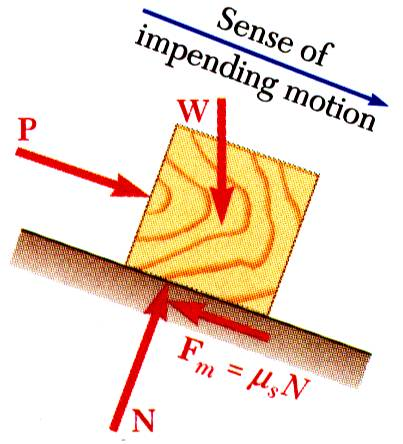 Sense of
impending motion
W
P
F_m = μ_s N
N